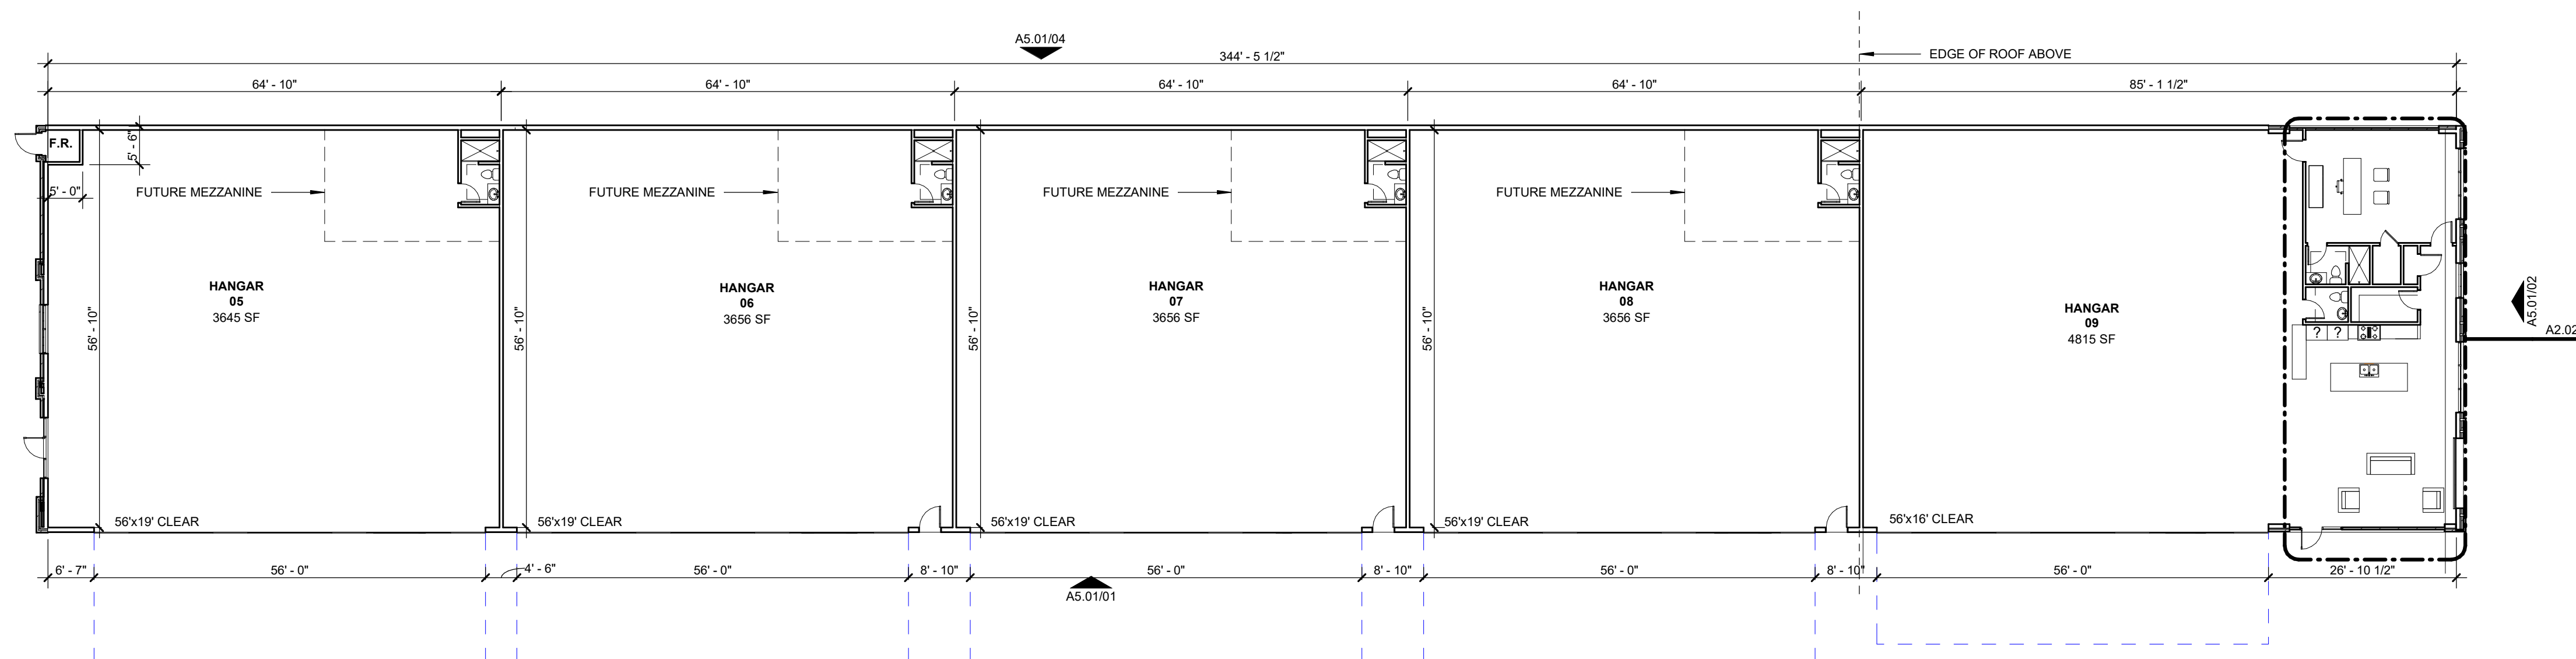 A5.01/04
344' - 5 1/2"
EDGE OF ROOF ABOVE
64' - 10"
64' - 10"
64' - 10"
64' - 10"
85' - 1 1/2"
F.R.
5' - 6"
5' - 0"
FUTURE MEZZANINE
FUTURE MEZZANINE
FUTURE MEZZANINE
FUTURE MEZZANINE
HANGAR
05
3645 SF
HANGAR
06
3656 SF
HANGAR
07
3656 SF
HANGAR
08
3656 SF
HANGAR
09
4815 SF
56' - 10"
56' - 10"
56' - 10"
56' - 10"
? ?
A5.01/02
A2.02
56'x19' CLEAR
56'x19' CLEAR
56'x19' CLEAR
56'x19' CLEAR
56'x16' CLEAR
6' - 7"
56' - 0"
4' - 6"
56' - 0"
8' - 10"
56' - 0"
8' - 10"
56' - 0"
8' - 10"
56' - 0"
26' - 10 1/2"
A5.01/01